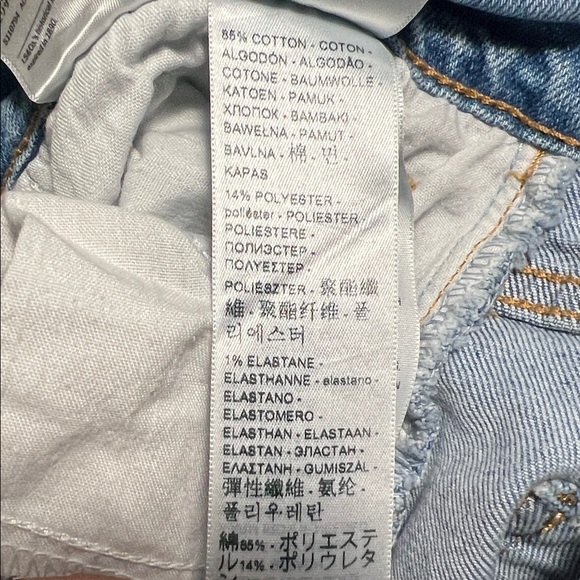 85% COTTON - COTON -
ALGODÓN - ALGODÃO -
COTONE - BAUMWOLLE -
KATOEN - PAMUK -
ХЛОПОК - ΒΑΜΒΑΚΙ -
BAWEŁNA - PAMUT -
BAVLNA - 棉 - 면 -
KAPAS
14% POLYESTER -
poliéster - POLIESTER -
POLIESTERE -
ПОЛИЭСТЕР -
ΠΟΛΥΕΣΤΕΡ -
POLIÉSZTER - 聚酯纖
維 - 聚酯纤维 - 폴
리에스터
1% ELASTANE -
ELASTHANNE - elastano -
ELASTANO -
ELASTOMERO -
ELASTHAN - ELASTAAN -
ELASTAN - ЭЛАСТАН -
ΕΛΑΣΤΑΝΗ - GUMISZÁL -
彈性纖維 - 氨纶 -
폴리우레탄
綿85% - ポリエステ
ル14% - ポリウレタ